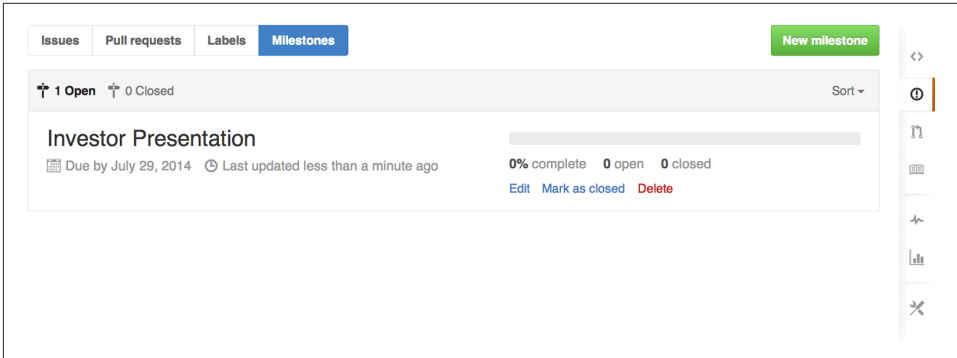 Issues Pull requests Labels Milestones New milestone
1 Open 0 Closed Sort
Investor Presentation
Due by July 29, 2014 Last updated less than a minute ago
0% complete 0 open 0 closed
Edit Mark as closed Delete